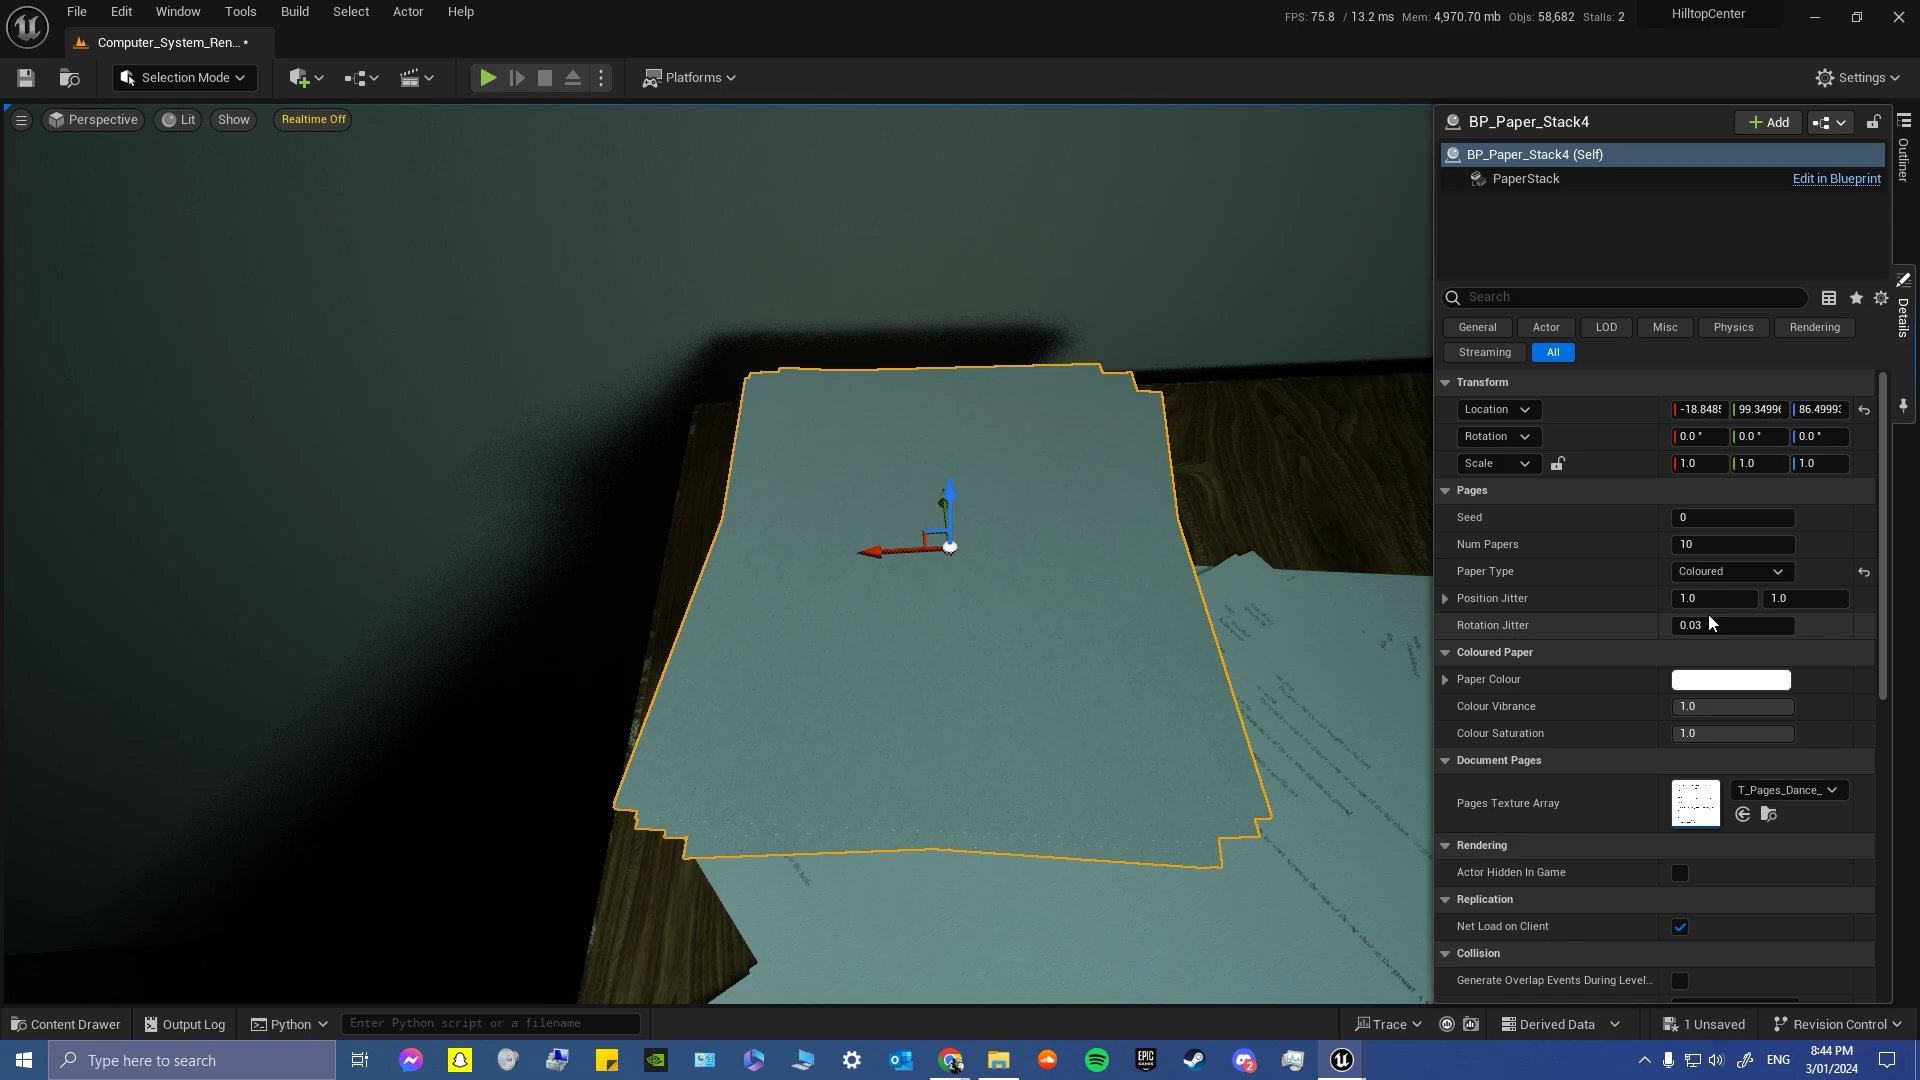 File Edit Window Tools Build Select Actor Help
FPS: 75.8 / 13.2 ms Mem: 4,970.70 mb Objs: 58,682 Stalls: 2
HilltopCenter
Computer_System_Ren... *
Selection Mode
Platforms
Settings
Perspective Lit Show Realtime Off
BP_Paper_Stack4
Add
BP_Paper_Stack4 (Self)
PaperStack Edit in Blueprint
Outliner
Search
Details
General Actor LOD Misc Physics Rendering
Streaming All
Transform
Location -18.848 99.3499 86.4999
Rotation 0.0 ° 0.0 ° 0.0 °
Scale 1.0 1.0 1.0
Pages
Seed 0
Num Papers 10
Paper Type Coloured
Position Jitter 1.0 1.0
Rotation Jitter 0.03
Coloured Paper
Paper Colour
Colour Vibrance 1.0
Colour Saturation 1.0
Document Pages
Pages Texture Array T_Pages_Dance_
Rendering
Actor Hidden In Game
Replication
Net Load on Client
Collision
Generate Overlap Events During Level...
Content Drawer Output Log Python Enter Python script or a filename
Trace Derived Data 1 Unsaved Revision Control
Type here to search
EPIC GAMES
2
ENG
8:44 PM
3/01/2024